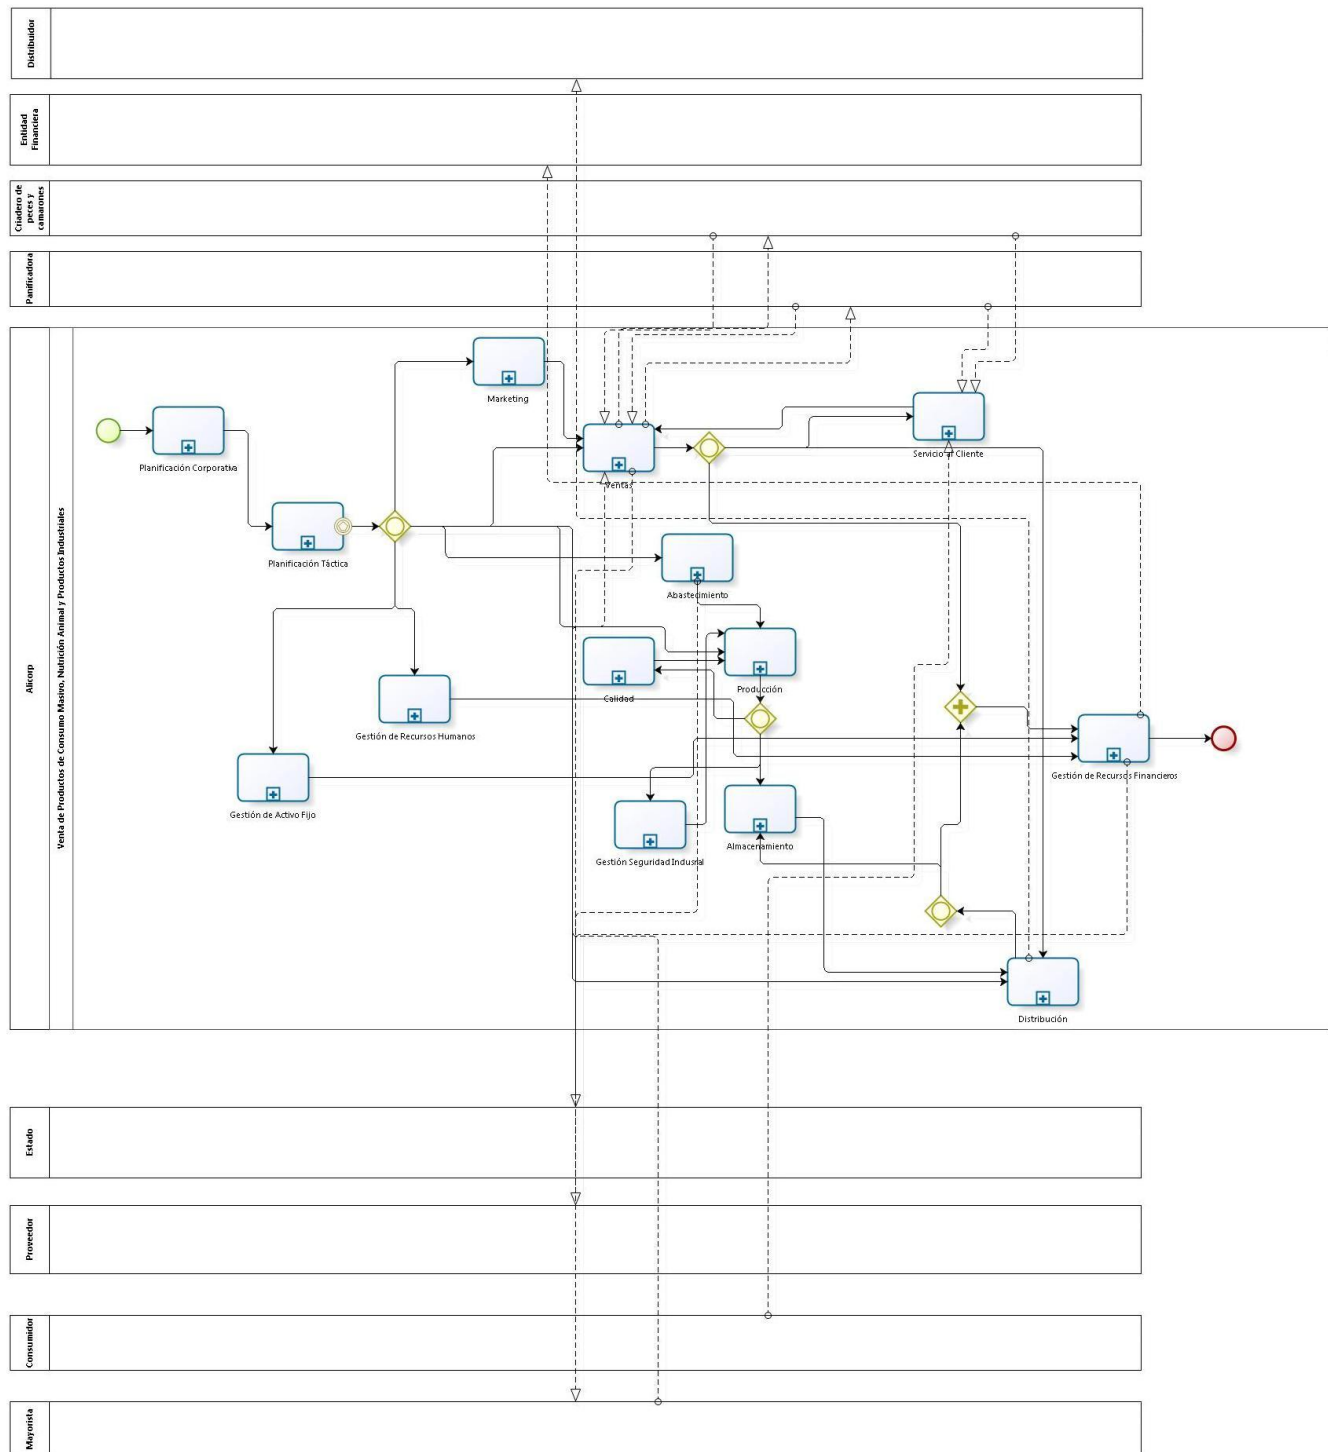 Distribuidor
Entidad
Financiera
Criadero de
peces y
camarones
Panificadora
Alicorp
Venta de Productos de Consumo Masivo, Nutrición Animal y Productos Industriales
Marketing
Planificación Corporativa
Ventas
Servicio al Cliente
Planificación Táctica
Abastecimiento
Producción
Calidad
Gestión de Recursos Humanos
Gestión de Recursos Financieros
Gestión de Activo Fijo
Almacenamiento
Gestión Seguridad Indusrial
Distribución
Estado
Proveedor
Consumidor
Mayorista